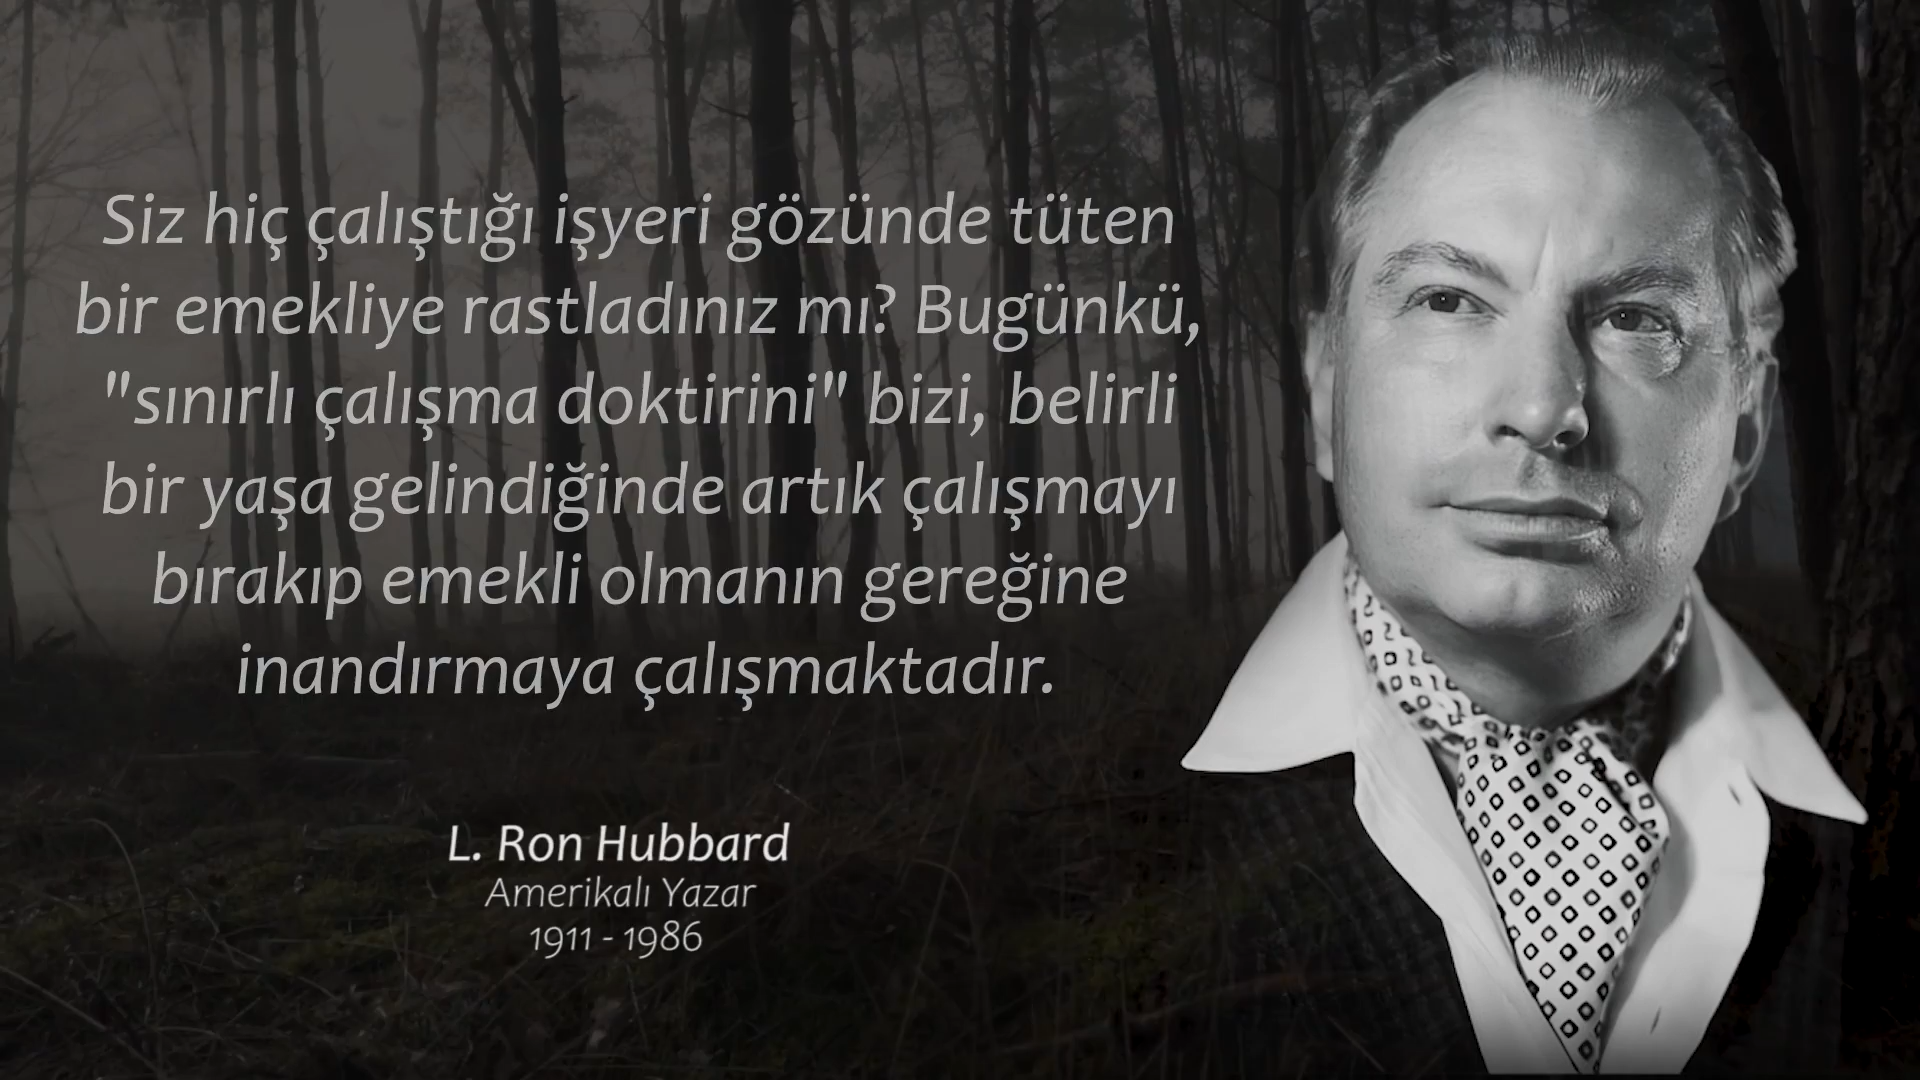 Siz hiç çalıştığı işyeri gözünde tüten
bir emekliye rastladınız mı? Bugünkü,
"sınırlı çalışma doktirini" bizi, belirli
bir yaşa gelindiğinde artık çalışmayı
bırakıp emekli olmanın gereğine
inandırmaya çalışmaktadır.
L. Ron Hubbard
Amerikalı Yazar
1911 - 1986